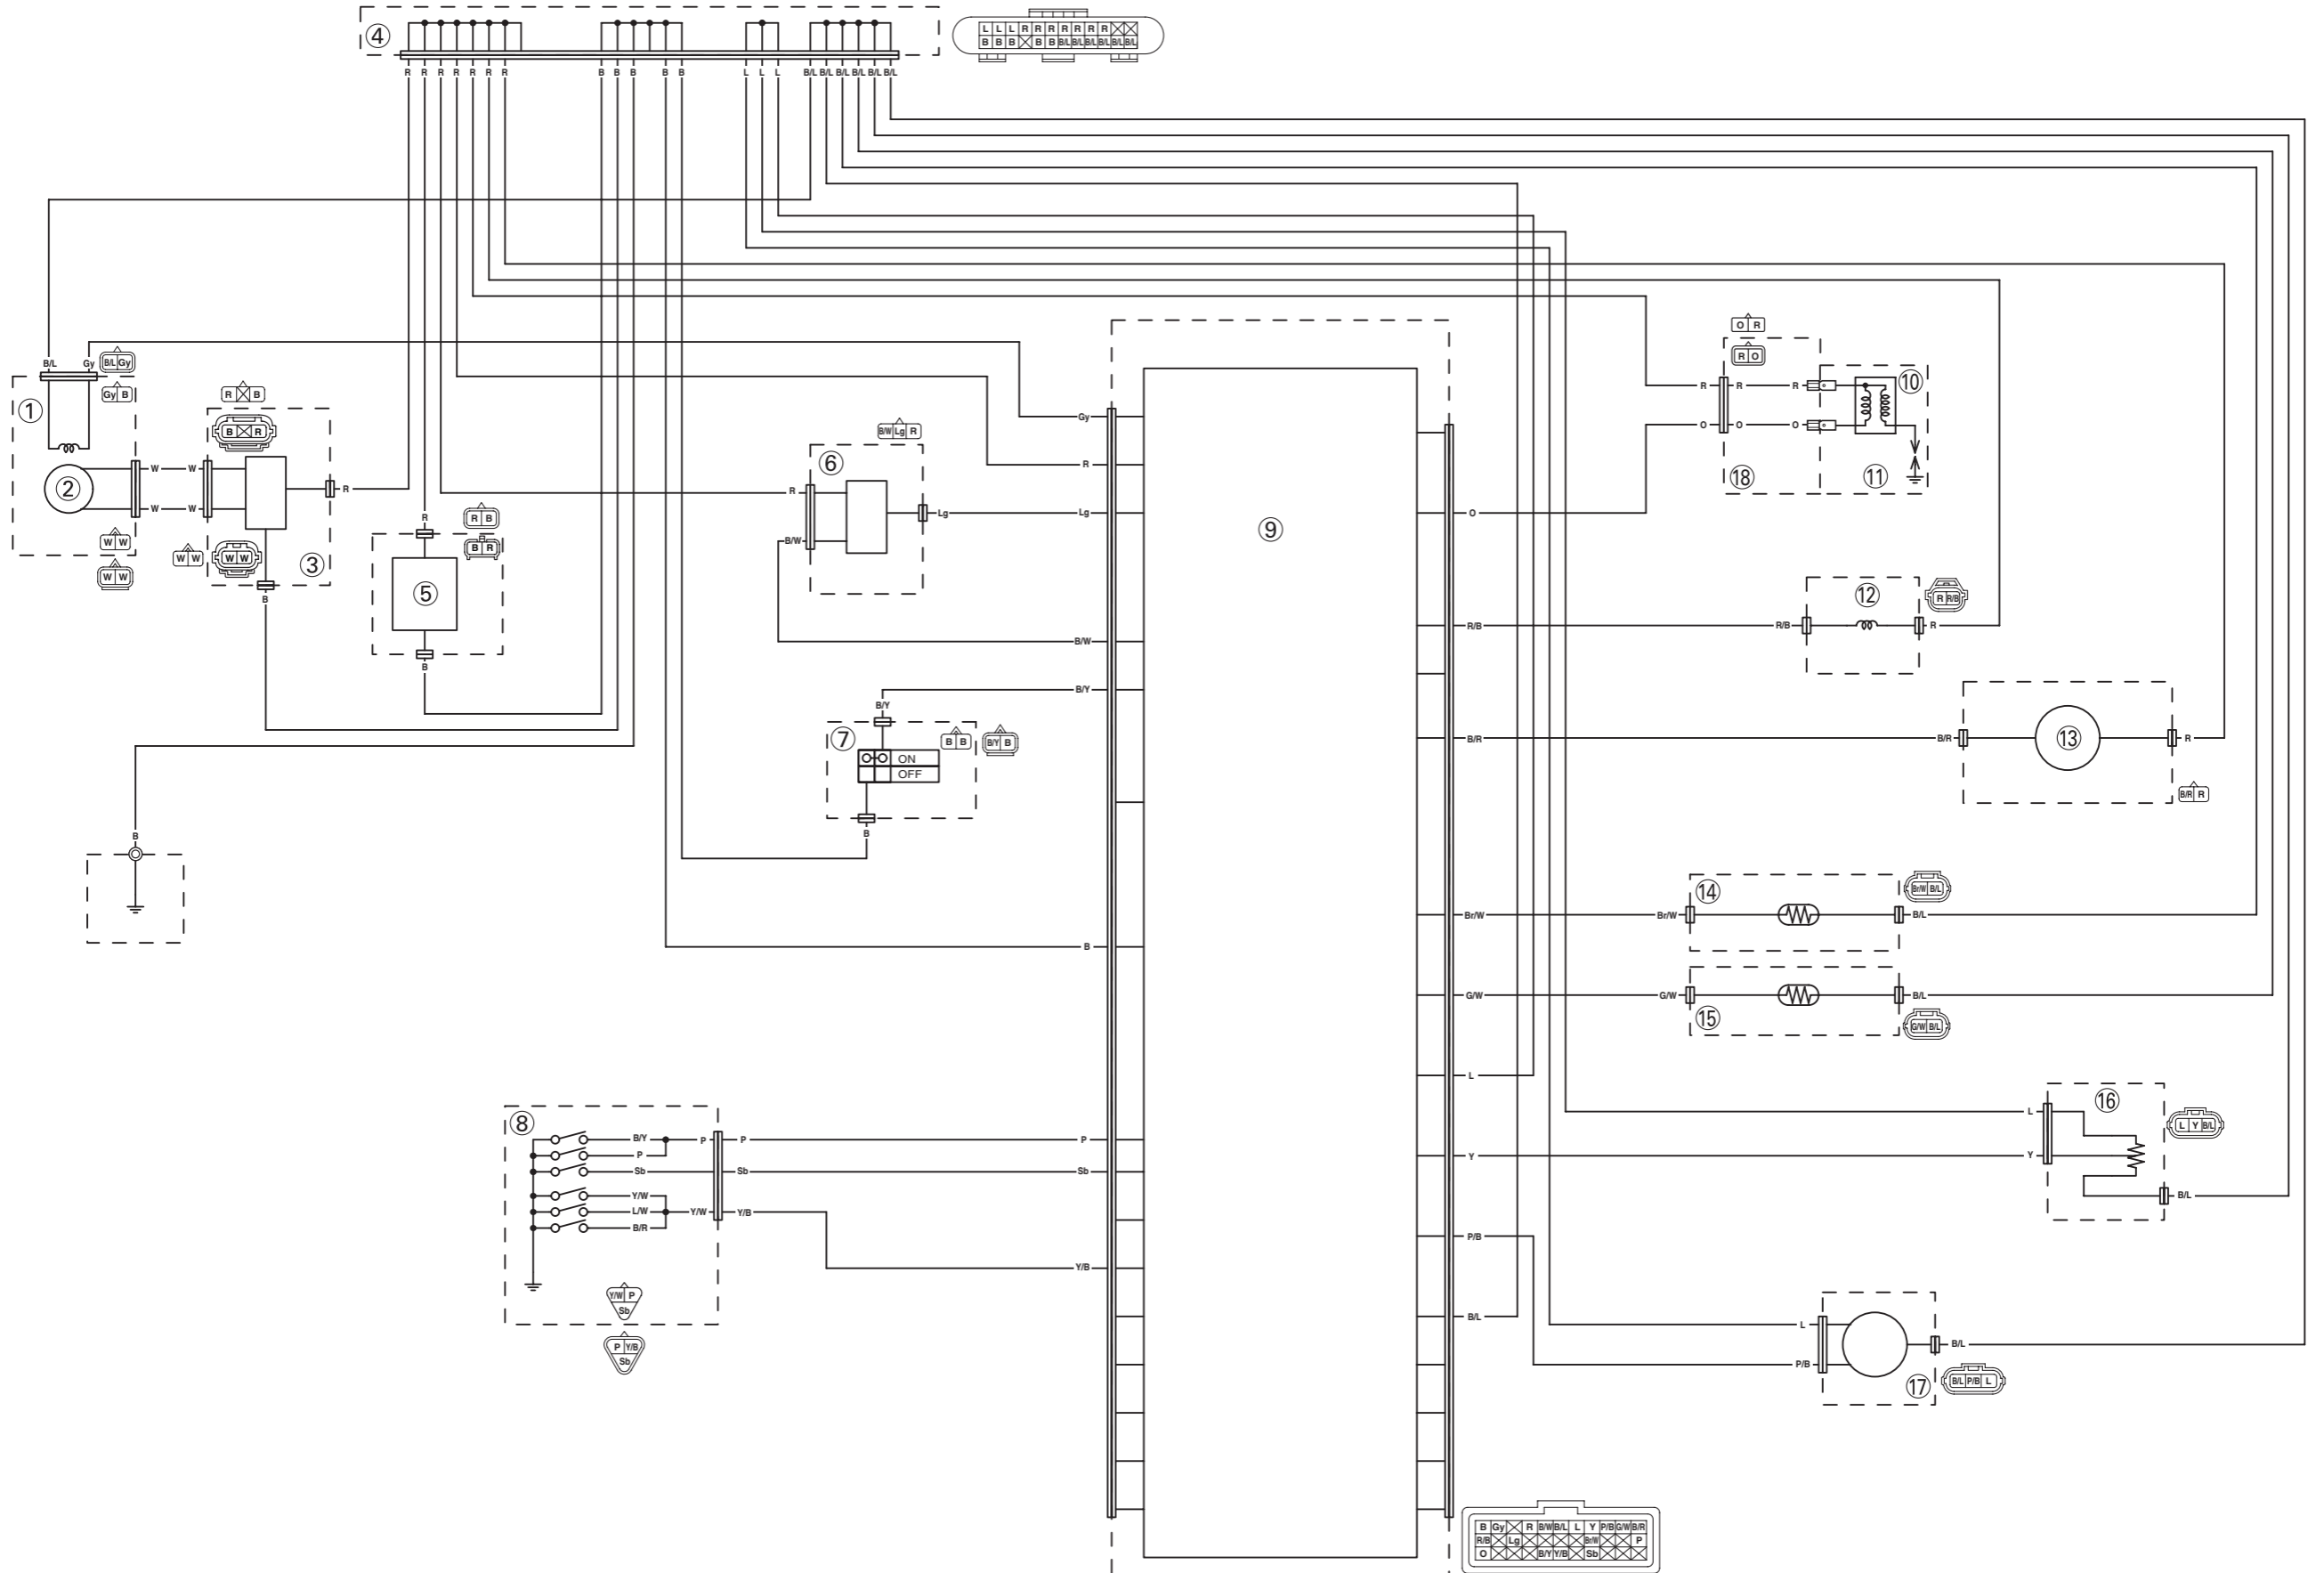 ④
L L L R R R R R R R
B B B B B B/L B/L B/L B/L B/L B/L
R R R R R R R B B B B B L L L B/L B/L B/L B/L B/L B/L
B/L Gy B/L Gy
Gy B
①
②
W W
W W
W W
W W
R B
B R
W W
W W
③
R
B
R
R B
B R
⑤
B
B
⑥
B/W Lg R
R
B/W
Lg
⑦
B/Y
ON
OFF
B B
B/Y B
B
⑧
B/Y P P
P
Sb Sb
Y/W
L/W Y/W Y/B
B/R
Y/W P
Sb
P Y/B
Sb
⑨
Gy
R
Lg
B/W
B/Y
B
P
Sb
Y/B
O
R/B
B/R
Br/W
G/W
L
Y
P/B
B/L
O R
R O
R R R
O O O
⑱
⑩
⑪
R/B
⑫
R
R R/B
B/R
⑬
R
B/R R
⑭
Br/W
B/L
Br/W B/L
G/W
⑮
B/L
G/W B/L
L
Y
⑯
L Y B/L
B/L
L
P/B
⑰
B/L
B/L P/B L
B Gy R B/W B/L L Y P/B G/W B/R
R/B Lg Br/W P
O B/Y Y/B Sb